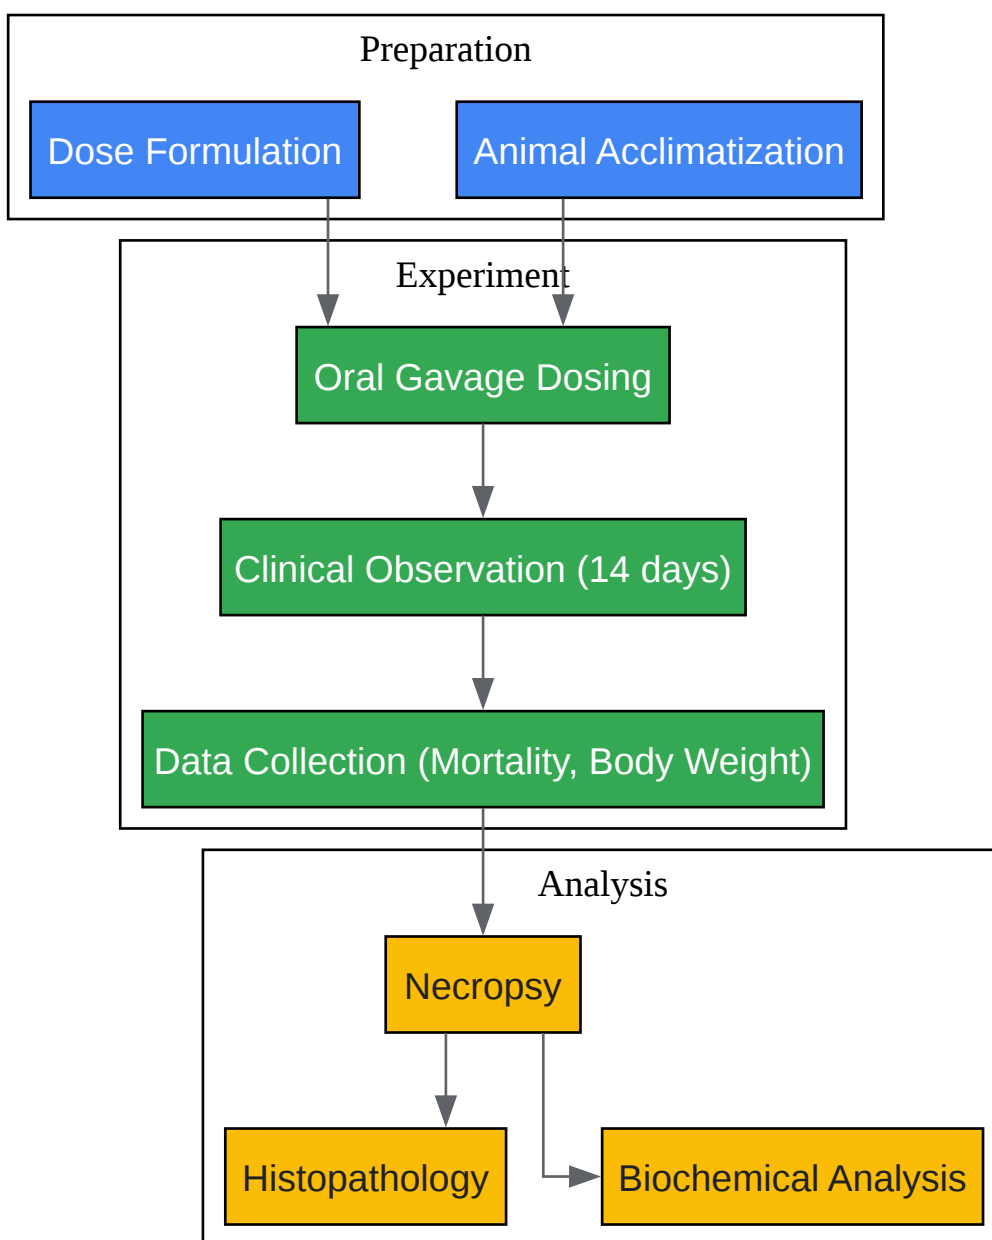 Preparation
Dose Formulation
Animal Acclimatization
Experiment
Oral Gavage Dosing
Clinical Observation (14 days)
Data Collection (Mortality, Body Weight)
Analysis
Necropsy
Histopathology
Biochemical Analysis